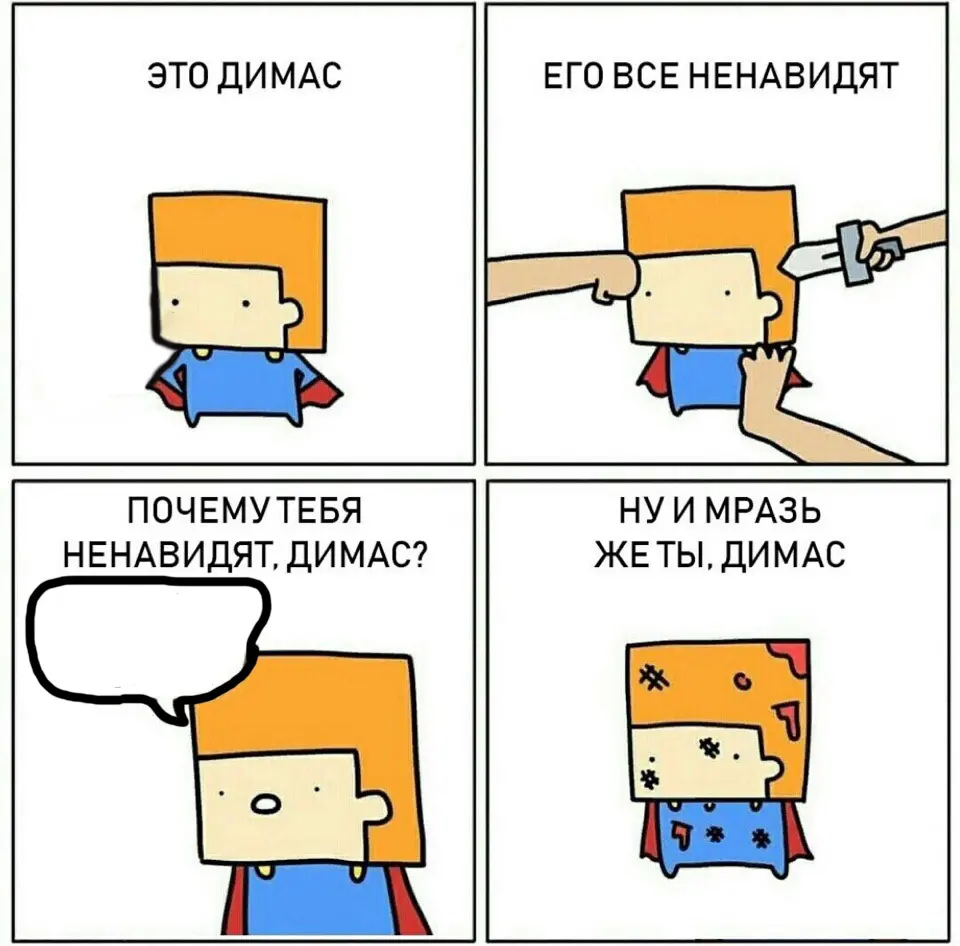 ЭТО ДИМАС
ЕГО ВСЕ НЕНАВИДЯТ
ПОЧЕМУ ТЕБЯ
НЕНАВИДЯТ, ДИМАС?
НУ И МРАЗЬ
ЖЕ ТЫ, ДИМАС